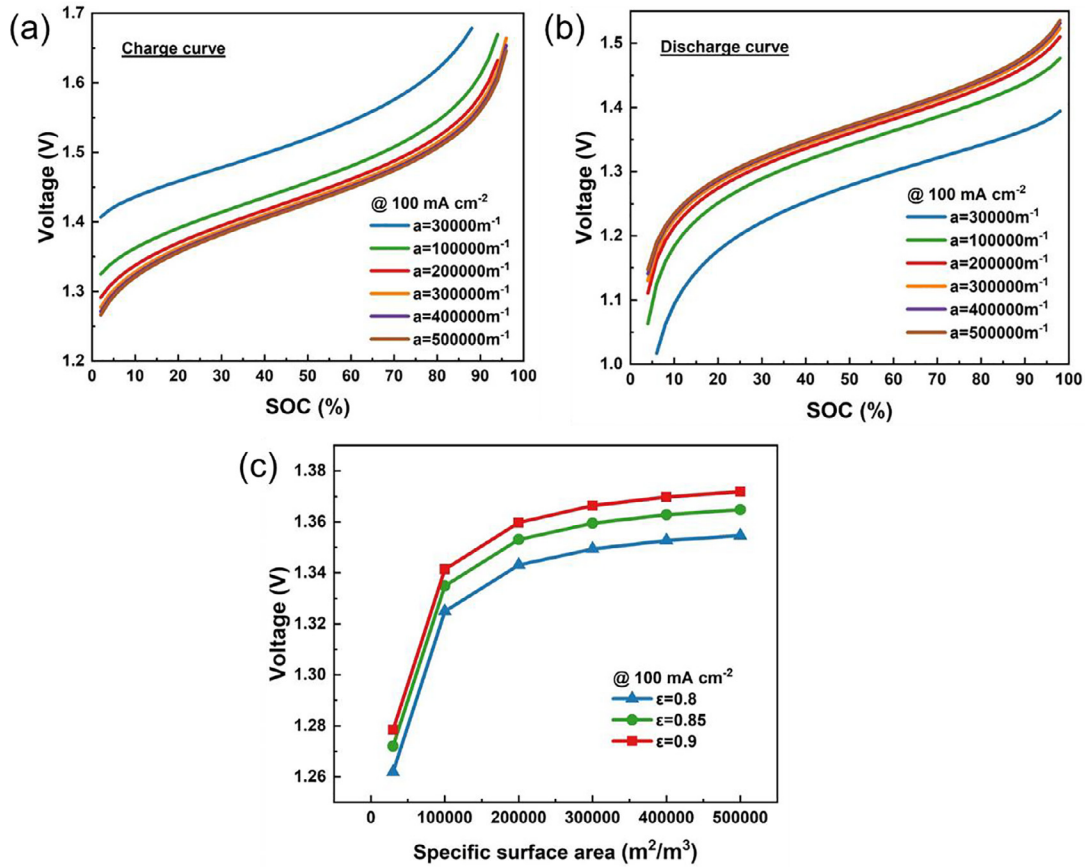 (a)
Charge curve
Voltage (V)
1.7
1.6
1.5
1.4
1.3
1.2
@ 100 mA cm⁻²
a=30000m⁻¹
a=100000m⁻¹
a=200000m⁻¹
a=300000m⁻¹
a=400000m⁻¹
a=500000m⁻¹
0 10 20 30 40 50 60 70 80 90 100
SOC (%)
(b)
Discharge curve
Voltage (V)
1.5
1.4
1.3
1.2
1.1
1.0
@ 100 mA cm⁻²
a=30000m⁻¹
a=100000m⁻¹
a=200000m⁻¹
a=300000m⁻¹
a=400000m⁻¹
a=500000m⁻¹
0 10 20 30 40 50 60 70 80 90 100
SOC (%)
(c)
Voltage (V)
1.38
1.36
1.34
1.32
1.30
1.28
1.26
@ 100 mA cm⁻²
ε=0.8
ε=0.85
ε=0.9
0 100000 200000 300000 400000 500000
Specific surface area (m²/m³)